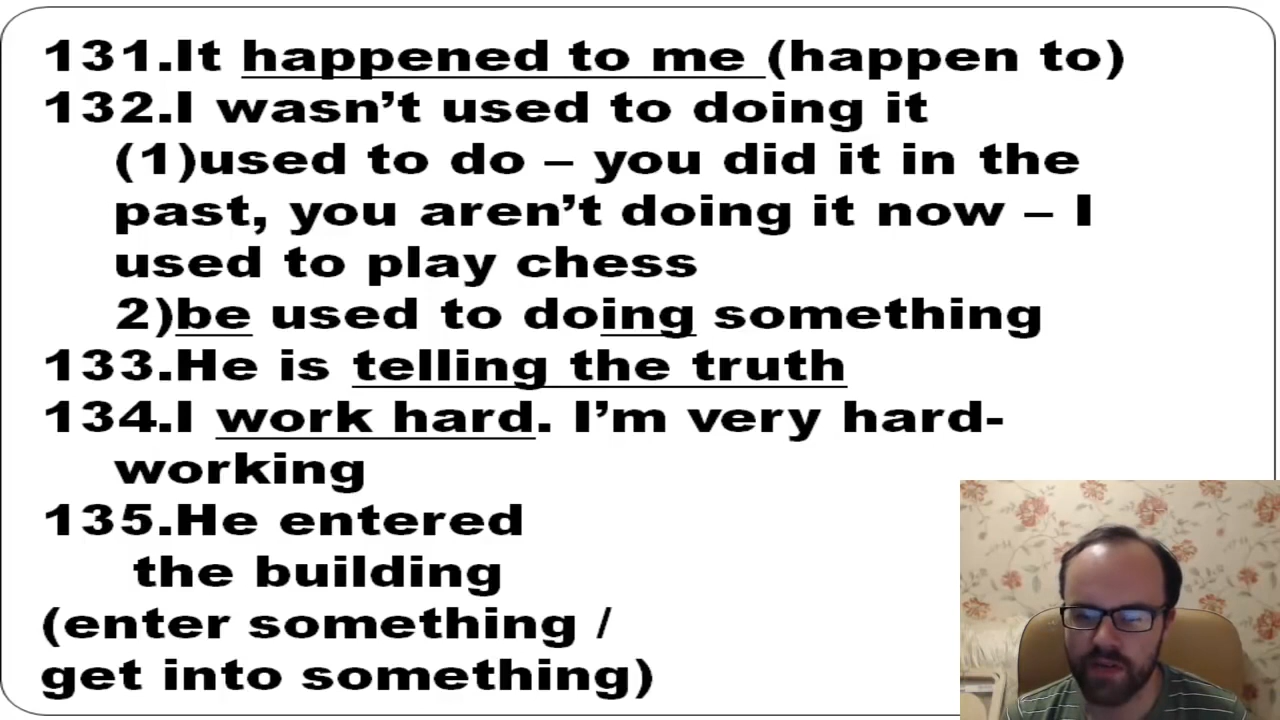 131.It happened to me (happen to)
132.I wasn’t used to doing it
(1)used to do – you did it in the
past, you aren’t doing it now – I
used to play chess
2)be used to doing something
133.He is telling the truth
134.I work hard. I’m very hard-
working
135.He entered
the building
(enter something /
get into something)